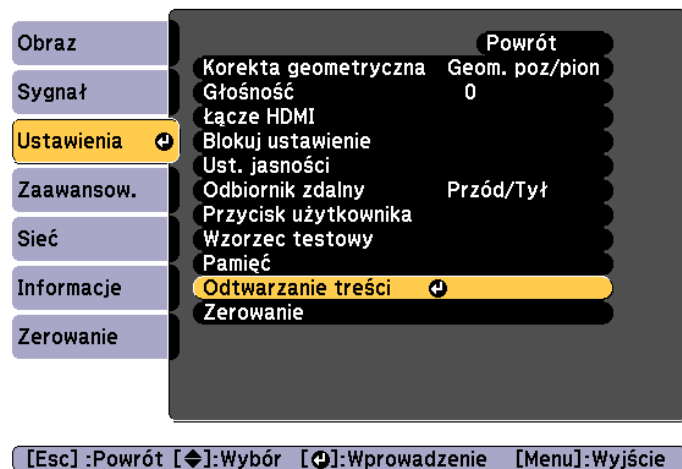 Obraz
Sygnał
Ustawienia
Zaawansow.
Sieć
Informacje
Zerowanie
Powrót
Korekta geometryczna Geom. poz/pion
Głośność 0
Łącze HDMI
Blokuj ustawienie
Ust. jasności
Odbiornik zdalny Przód/Tył
Przycisk użytkownika
Wzorzec testowy
Pamięć
Odtwarzanie treści
Zerowanie
[Esc] :Powrót [◆]:Wybór [⏎]:Wprowadzenie [Menu]:Wyjście